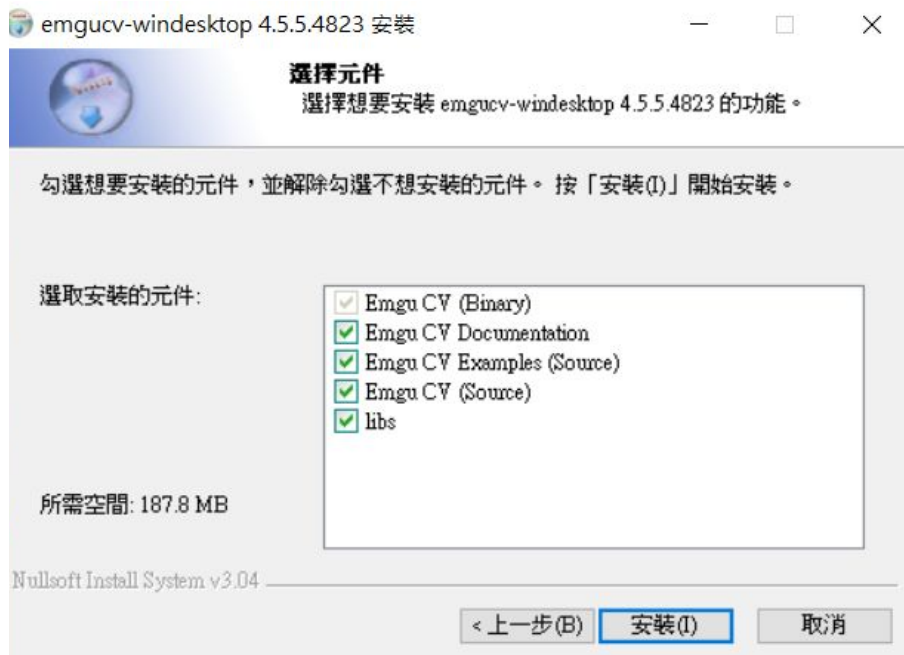 emgucv-windesktop 4.5.5.4823 安裝
選擇元件
選擇想要安裝 emgucv-windesktop 4.5.5.4823 的功能。
勾選想要安裝的元件，並解除勾選不想安裝的元件。 按「安裝(I)」開始安裝。
選取安裝的元件:
Emgu CV (Binary)
Emgu CV Documentation
Emgu CV Examples (Source)
Emgu CV (Source)
libs
所需空間: 187.8 MB
Nullsoft Install System v3.04
< 上一步(B)
安裝(I)
取消